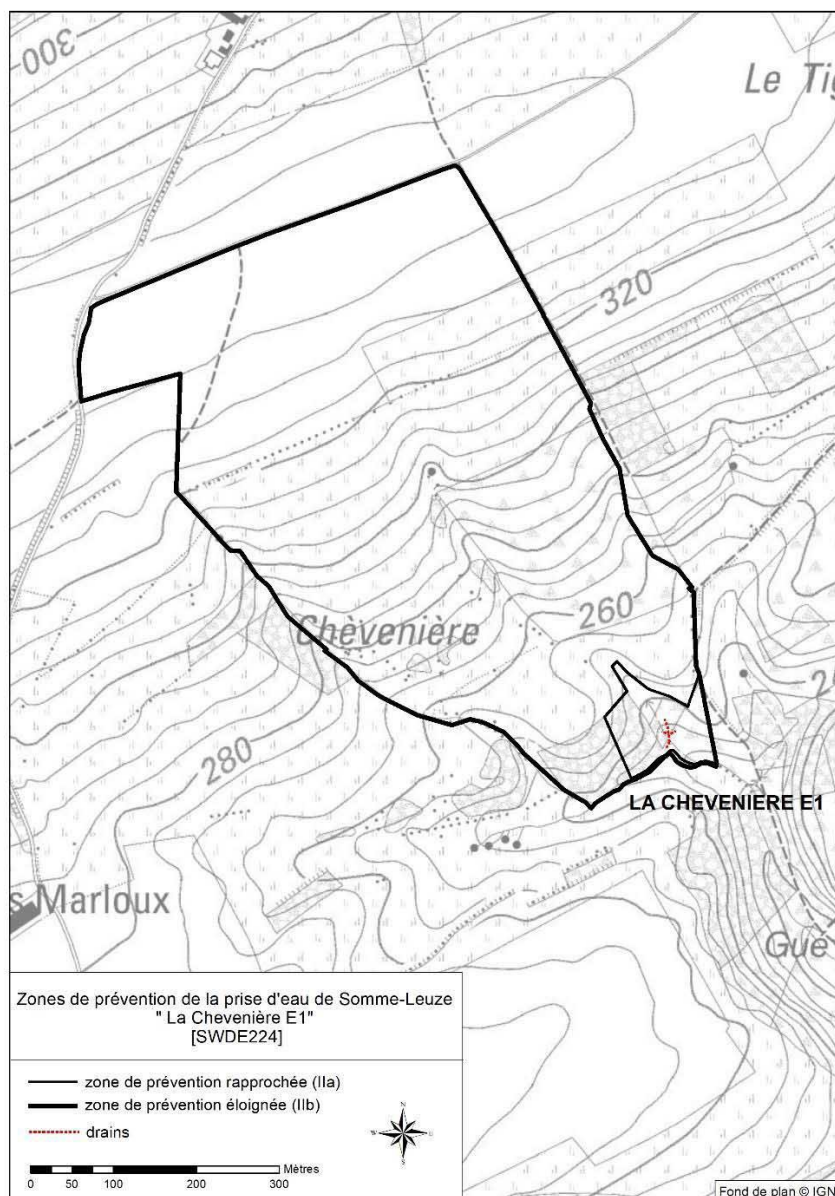 300
Le Tig
320
260
Chevenière
280
LA CHEVENIERE E1
s Marloux
Gué
Zones de prévention de la prise d'eau de Somme-Leuze
" La Chevenière E1"
[SWDE224]
zone de prévention rapprochée (IIa)
zone de prévention éloignée (IIb)
drains
N
W E
S
Mètres
0 50 100 200 300
Fond de plan © IGN